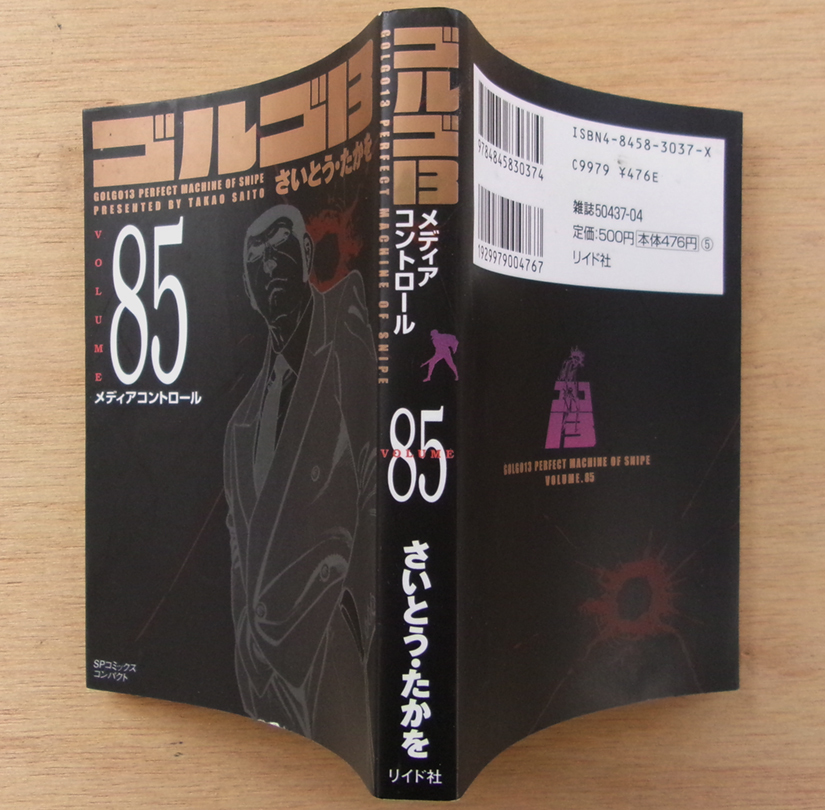 ゴルゴ13
さいとう・たかを
GOLGO13 PERFECT MACHINE OF SNIPE
PRESENTED BY TAKAO SAITO
VOLUME
85
メディアコントロール
SPコミックス
コンパクト
ゴルゴ13
GOLGO13 PERFECT MACHINE OF SNIPE
メディア
コントロール
85
VOLUME
さいとう・たかを
リイド社
9784845830374
1929979004767
ISBN4-8458-3037-X
C9979 ¥476E
雑誌50437-04
定価:500円 本体476円 ⑤
リイド社
ゴルゴ
13
GOLGO13 PERFECT MACHINE OF SNIPE
VOLUME.85